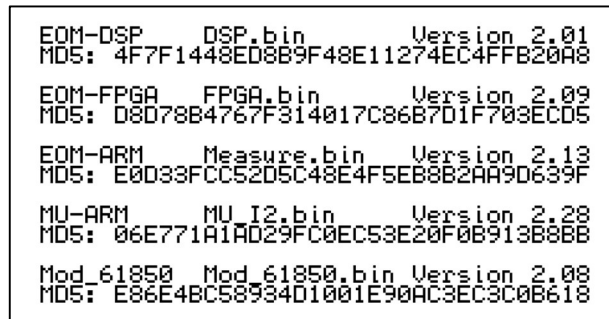 EOM-DSP DSP.bin Version 2.01
MD5: 4F7F1448ED8B9F48E11274EC4FFB20A8
EOM-FPGA FPGA.bin Version 2.09
MD5: D8D78B4767F314017C86B7D1F703ECD5
EOM-ARM Measure.bin Version 2.13
MD5: E0D33FCC52D5C48E4F5EB8B2AA9D639F
MU-ARM MU_I2.bin Version 2.28
MD5: 06E771A1AD29FC0EC53E20F0B913B8BB
Mod_61850 Mod_61850.bin Version 2.08
MD5: E86E4BC58934D1001E90AC3EC3C0B618